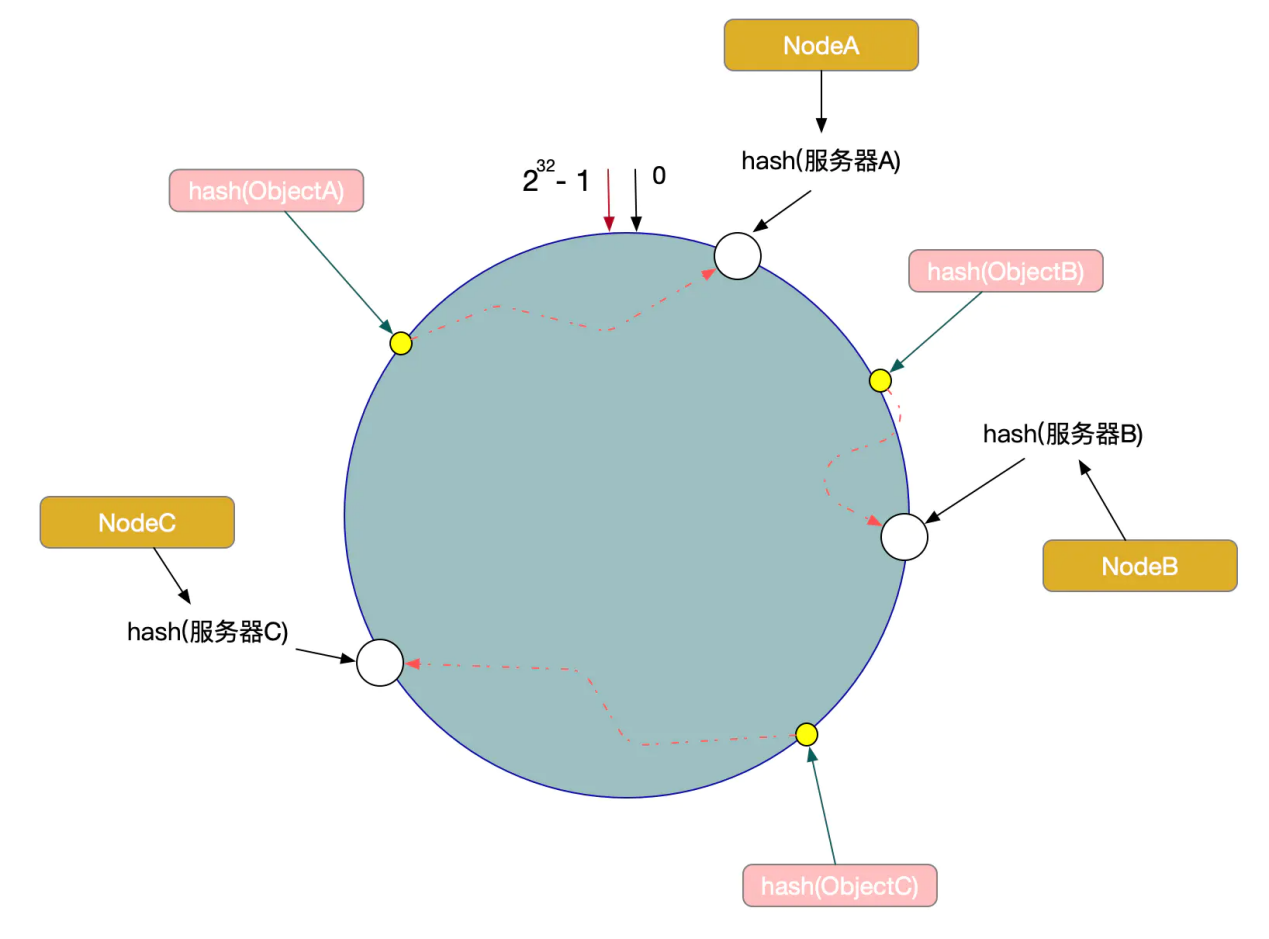 NodeA
hash(服务器A)
2^32 - 1
0
hash(ObjectA)
hash(ObjectB)
hash(服务器B)
NodeC
NodeB
hash(服务器C)
hash(ObjectC)